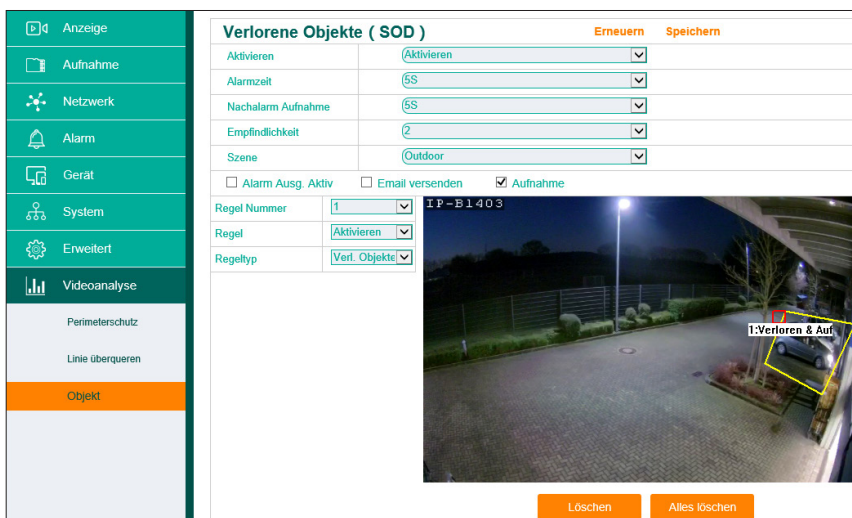 Anzeige
Aufnahme
Netzwerk
Alarm
Gerät
System
Erweitert
Videoanalyse
Perimeterschutz
Linie überqueren
Objekt
Verlorene Objekte ( SOD )
Erneuern Speichern
Aktivieren Aktivieren
Alarmzeit 5S
Nachalarm Aufnahme 5S
Empfindlichkeit 2
Szene Outdoor
Alarm Ausg. Aktiv Email versenden Aufnahme
Regel Nummer 1
Regel Aktivieren
Regeltyp Verl. Objekte
IP-B1403
1:Verloren & Auf
Löschen Alles löschen